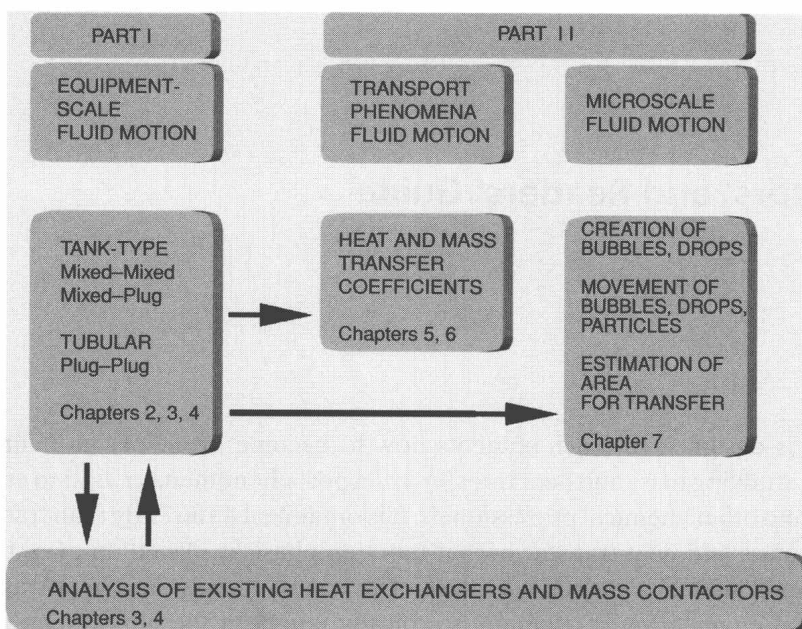 PART I
PART II
EQUIPMENT-
SCALE
FLUID MOTION
TRANSPORT
PHENOMENA
FLUID MOTION
MICROSCALE
FLUID MOTION
TANK-TYPE
Mixed–Mixed
Mixed–Plug
TUBULAR
Plug–Plug
Chapters 2, 3, 4
HEAT AND MASS
TRANSFER
COEFFICIENTS
Chapters 5, 6
CREATION OF
BUBBLES, DROPS
MOVEMENT OF
BUBBLES, DROPS,
PARTICLES
ESTIMATION OF
AREA
FOR TRANSFER
Chapter 7
ANALYSIS OF EXISTING HEAT EXCHANGERS AND MASS CONTACTORS
Chapters 3, 4